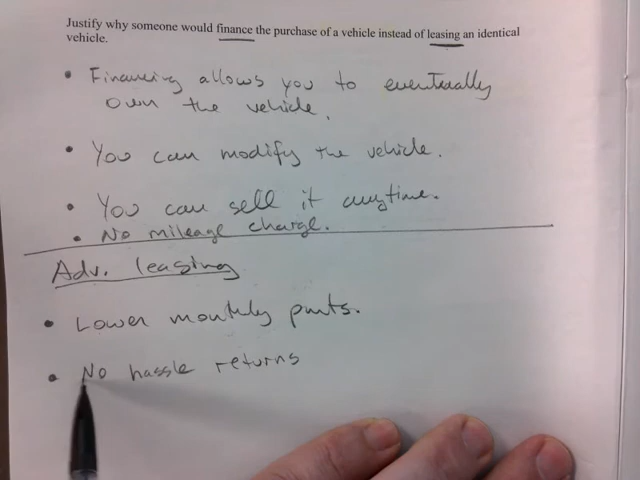 Justify why someone would finance the purchase of a vehicle instead of leasing an identical
vehicle.
• Financing allows you to eventually
own the vehicle.
• You can modify the vehicle.
• You can sell it anytime.
• No mileage charge.
Adv. leasing
• Lower monthly pmts.
• No hassle returns